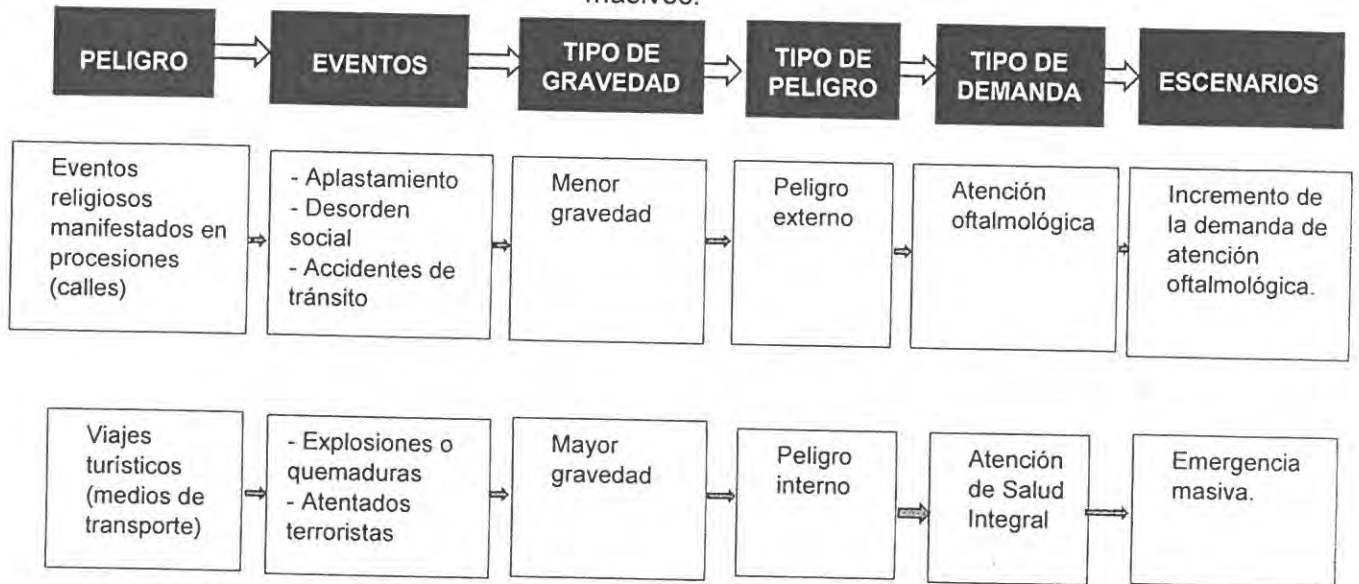 masivos.
PELIGRO
EVENTOS
TIPO DE
GRAVEDAD
TIPO DE
PELIGRO
TIPO DE
DEMANDA
ESCENARIOS
Eventos
religiosos
manifestados en
procesiones
(calles)
- Aplastamiento
- Desorden
social
- Accidentes de
tránsito
Menor
gravedad
Peligro
externo
Atención
oftalmológica
Incremento de
la demanda de
atención
oftalmológica.
Viajes
turísticos
(medios de
transporte)
- Explosiones o
quemaduras
- Atentados
terroristas
Mayor
gravedad
Peligro
interno
Atención
de Salud
Integral
Emergencia
masiva.